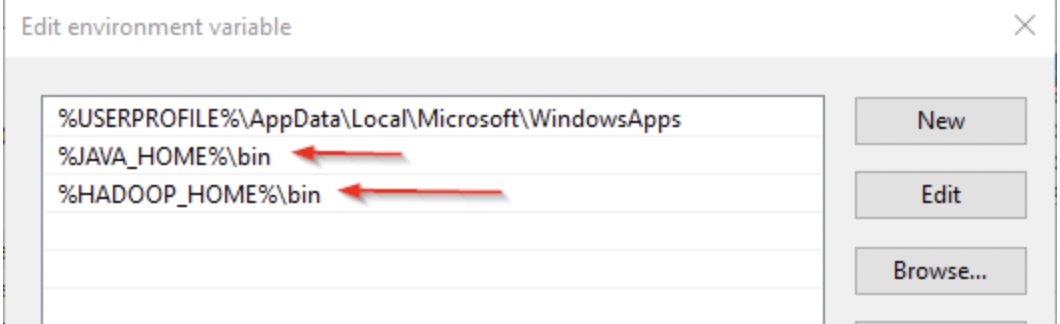 Edit environment variable
%USERPROFILE%\AppData\Local\Microsoft\WindowsApps
New
%JAVA_HOME%\bin
%HADOOP_HOME%\bin
Edit
Browse...